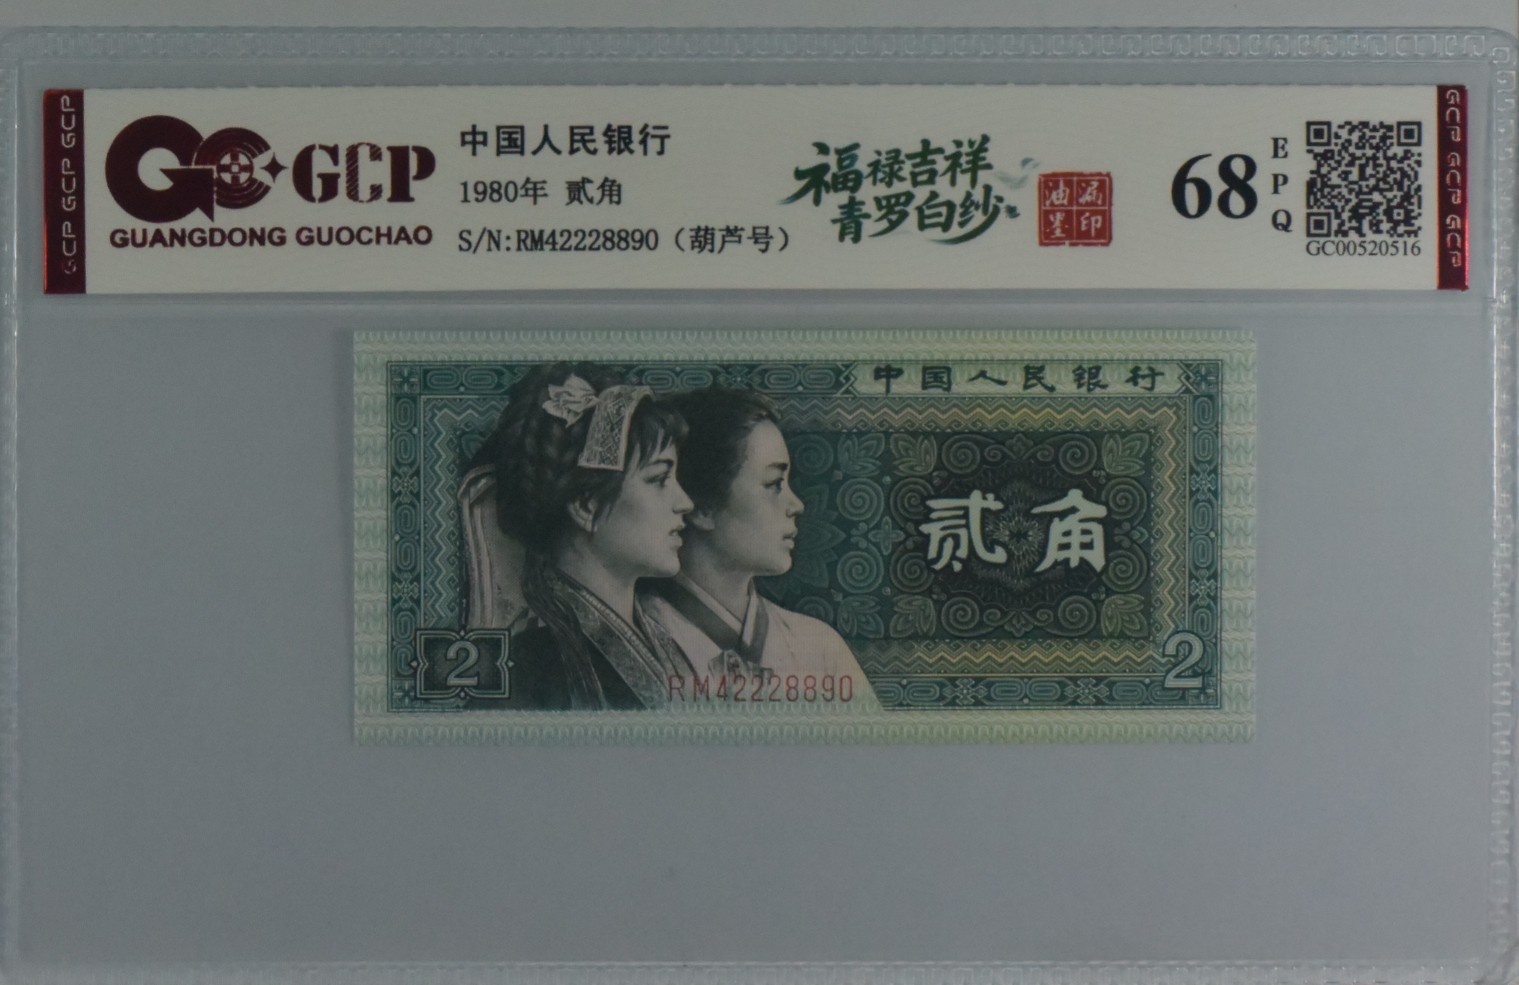 GCP GCP GCP
GCP
GUANGDONG GUOCHAO
中国人民银行
1980年 贰角
S/N:RM42228890（葫芦号）
福禄吉祥
青罗白纱
油漏
墨印
68
EPQ
GC00520516
GCP GCP GCP
中国人民银行
贰角
2
2
RM42228890